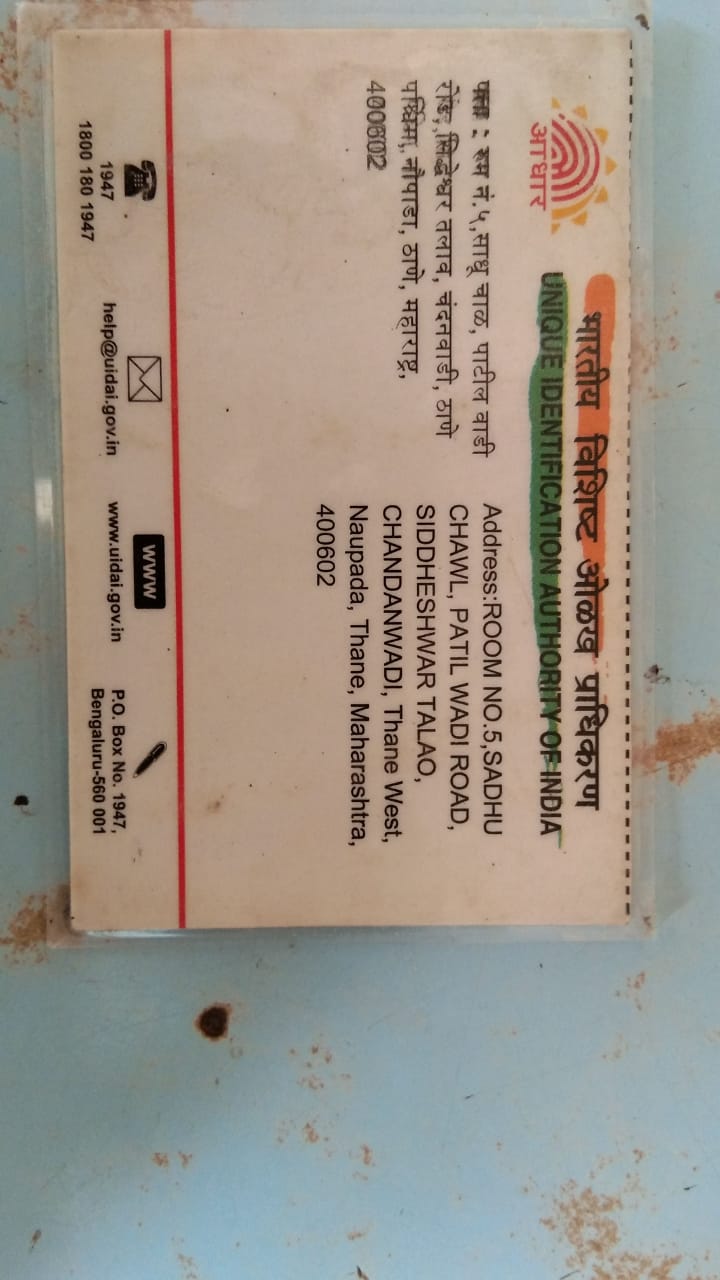 भारतीय विशिष्ट ओळख प्राधिकरण
UNIQUE IDENTIFICATION AUTHORITY OF INDIA
आधार
पत्ता : रुम नं.५,साधू चाळ, पाटील वाडी
रोड, सिद्धेश्वर तलाव, चंदनवाडी, ठाणे
पश्चिम, नौपाडा, ठाणे, महाराष्ट्र,
400602
Address:ROOM NO.5,SADHU
CHAWL, PATIL WADI ROAD,
SIDDHESHWAR TALAO,
CHANDANWADI, Thane West,
Naupada, Thane, Maharashtra,
400602
1947
1800 180 1947
help@uidai.gov.in
WWW
www.uidai.gov.in
P.O. Box No. 1947,
Bengaluru-560 001